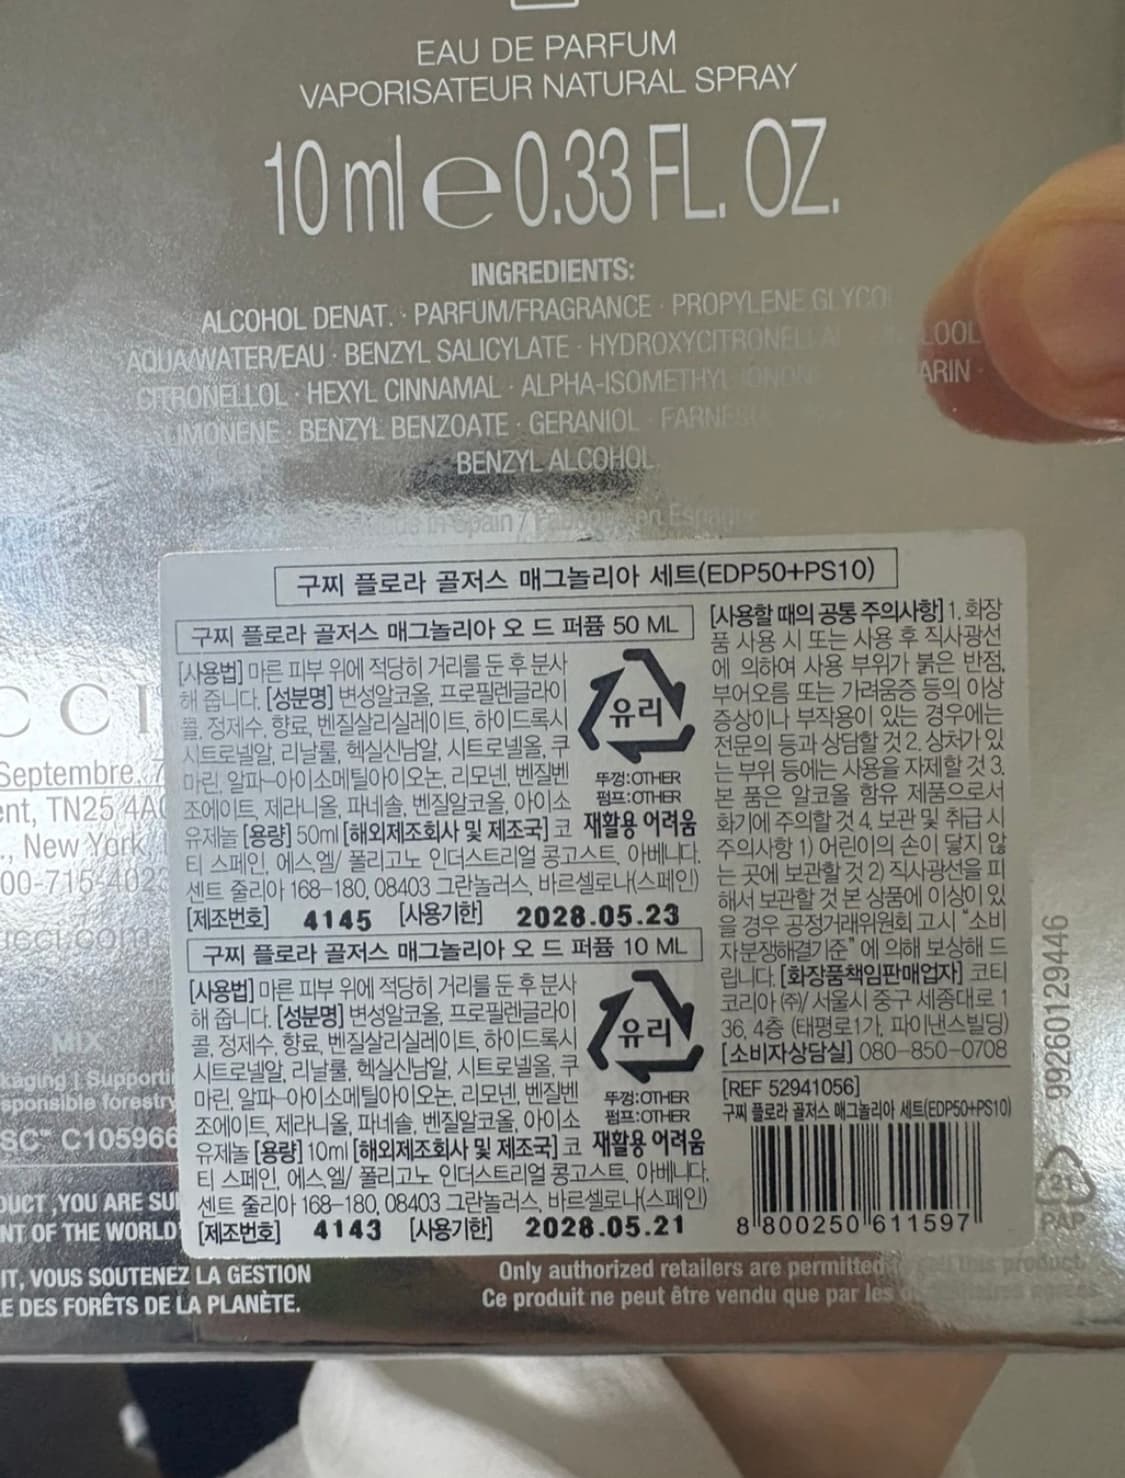 EAU DE PARFUM
VAPORISATEUR NATURAL SPRAY
10 ml e 0.33 FL. OZ.
INGREDIENTS:
ALCOHOL DENAT. · PARFUM/FRAGRANCE · PROPYLENE GLYCOL
AQUA/WATER/EAU · BENZYL SALICYLATE · HYDROXYCITRONELLAL
CITRONELLOL · HEXYL CINNAMAL · ALPHA-ISOMETHYL IONONE
LIMONENE · BENZYL BENZOATE · GERANIOL ·
BENZYL ALCOHOL
in Spain / en
구찌 플로라 골저스 매그놀리아 세트(EDP50+PS10)
구찌 플로라 골저스 매그놀리아 오 드 퍼퓸 50 ML
[사용법] 마른 피부 위에 적당히 거리를 둔 후 분사
해 줍니다. [성분명] 변성알코올, 프로필렌글라이
콜, 정제수, 향료, 벤질살리실레이트, 하이드록시
시트로넬알, 리날룰, 헥실신남알, 시트로넬올, 쿠
마린, 알파-아이소메틸아이오논, 리모넨, 벤질벤
조에이트, 제라니올, 파네솔, 벤질알코올, 아이소
유제놀 [용량] 50ml [해외제조회사 및 제조국] 코
티 스페인, 에스.엘/ 폴리고노 인더스트리얼 콩고스트, 아베니다.
센트 줄리아 168-180, 08403 그란놀러스, 바르셀로나(스페인)
[제조번호] 4145 [사용기한] 2028.05.23
유리
뚜껑:OTHER
펌프:OTHER
재활용 어려움
구찌 플로라 골저스 매그놀리아 오 드 퍼퓸 10 ML
[사용법] 마른 피부 위에 적당히 거리를 둔 후 분사
해 줍니다. [성분명] 변성알코올, 프로필렌글라이
콜, 정제수, 향료, 벤질살리실레이트, 하이드록시
시트로넬알, 리날룰, 헥실신남알, 시트로넬올, 쿠
마린, 알파-아이소메틸아이오논, 리모넨, 벤질벤
조에이트, 제라니올, 파네솔, 벤질알코올, 아이소
유제놀 [용량] 10ml [해외제조회사 및 제조국] 코
티 스페인, 에스.엘/ 폴리고노 인더스트리얼 콩고스트, 아베니다.
센트 줄리아 168-180, 08403 그란놀러스, 바르셀로나(스페인)
[제조번호] 4143 [사용기한] 2028.05.21
유리
뚜껑:OTHER
펌프:OTHER
재활용 어려움
[사용할 때의 공통 주의사항] 1. 화장
품 사용 시 또는 사용 후 직사광선
에 의하여 사용 부위가 붉은 반점,
부어오름 또는 가려움증 등의 이상
증상이나 부작용이 있는 경우에는
전문의 등과 상담할 것 2. 상처가 있
는 부위 등에는 사용을 자제할 것 3.
본 품은 알코올 함유 제품으로서
화기에 주의할 것 4. 보관 및 취급 시
주의사항 1) 어린이의 손이 닿지 않
는 곳에 보관할 것 2) 직사광선을 피
해서 보관할 것 본 상품에 이상이 있
을 경우 공정거래위원회 고시 "소비
자분쟁해결기준" 에 의해 보상해 드
립니다. [화장품책임판매업자] 코티
코리아 (주)/ 서울시 중구 세종대로 1
36, 4층 (태평로1가, 파이낸스빌딩)
[소비자상담실] 080-850-0708
[REF 52941056]
구찌 플로라 골저스 매그놀리아 세트(EDP50+PS10)
8 800250 611597
99260129446
PAP
CCI
Septembre.
TN25 4A
New York
00-715-4023
MIX
kaging | Supporti
sponsible forestry
SC™ C105966
DUCT, YOU ARE SU
NT OF THE WORLD'
IT, VOUS SOUTENEZ LA GESTION
E DES FORÊTS DE LA PLANÈTE.
Only authorized retailers are permitted this product.
Ce produit ne peut être vendu que par les